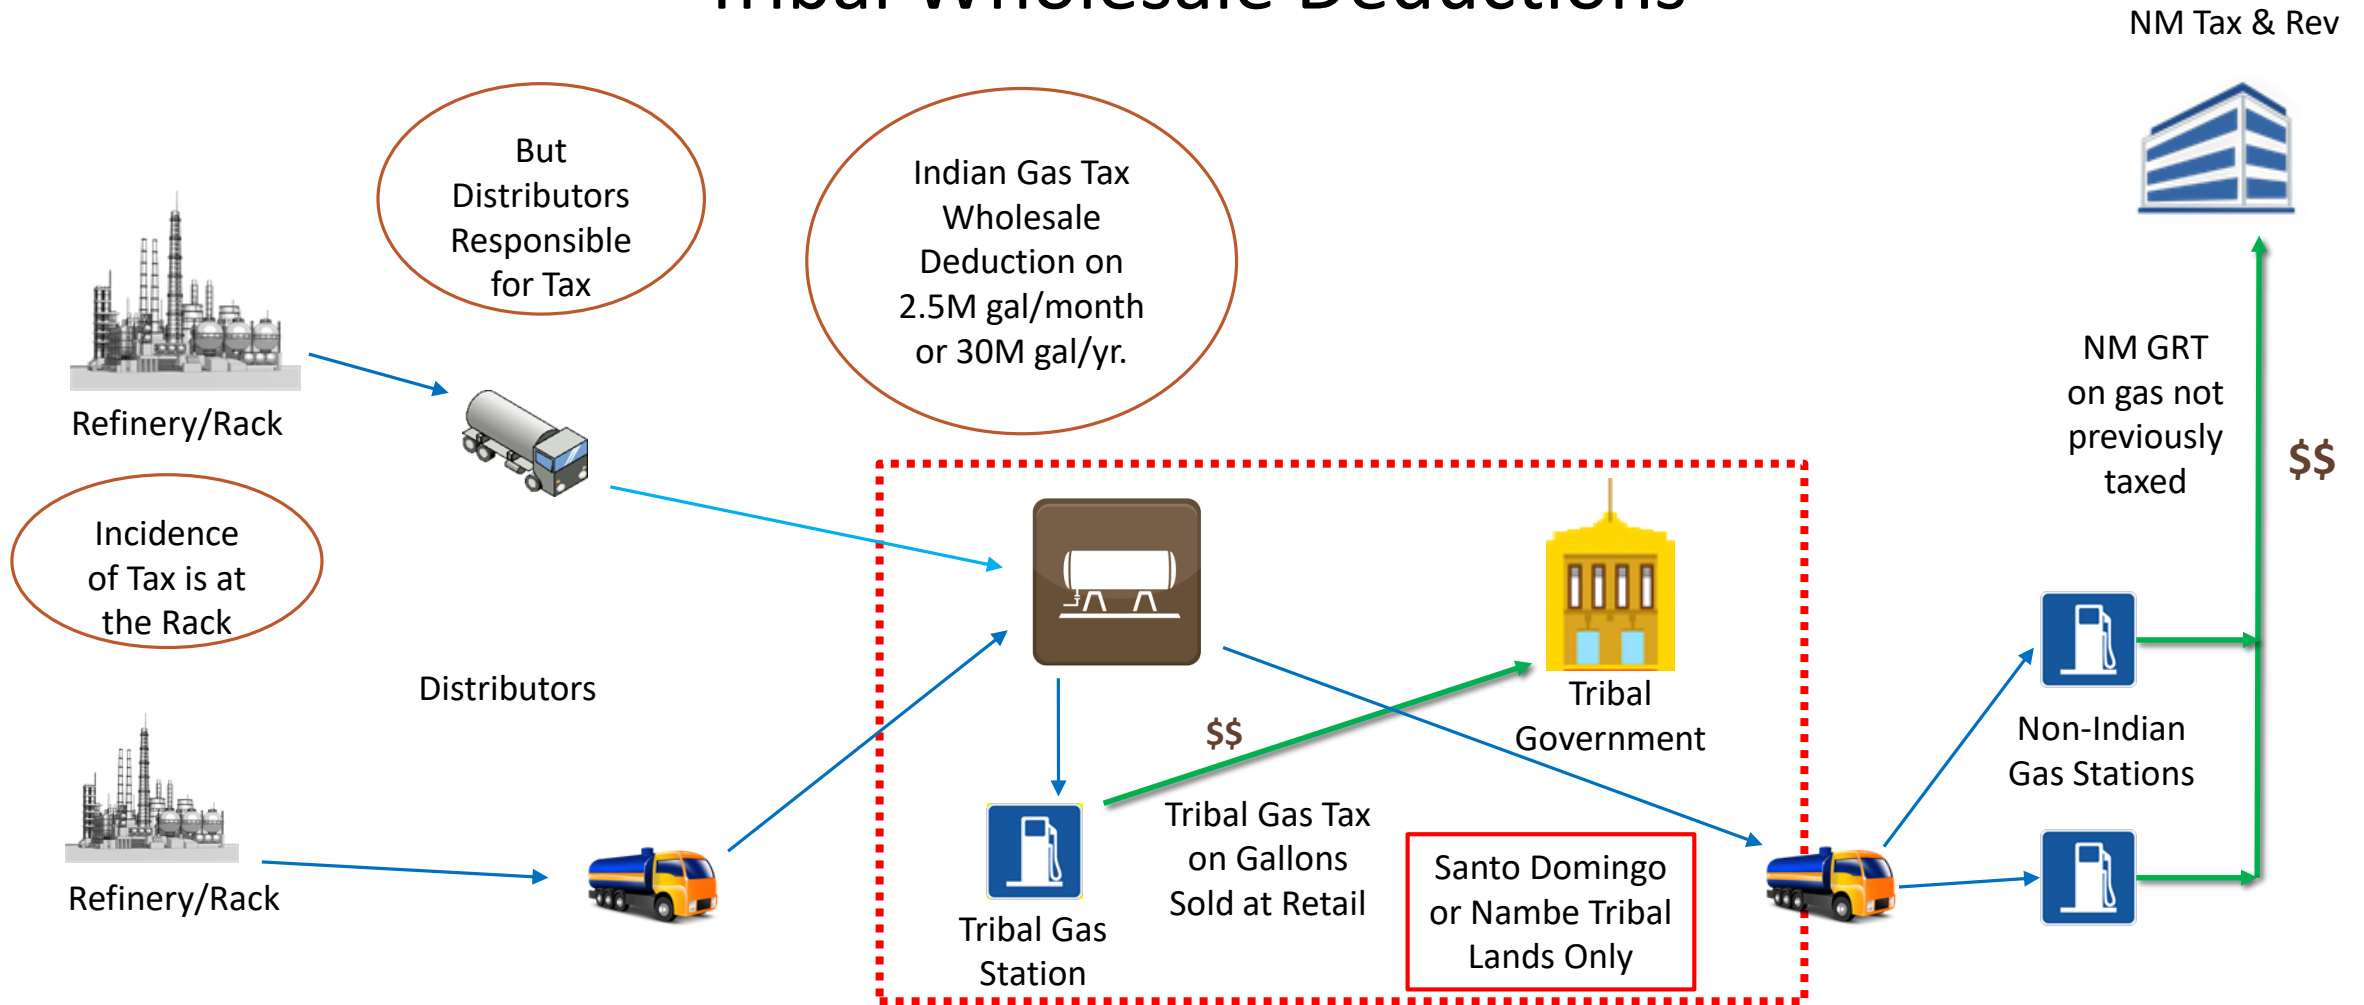 Tribal Wholesale Deductions
NM Tax & Rev
But
Distributors
Responsible
for Tax
Indian Gas Tax
Wholesale
Deduction on
2.5M gal/month
or 30M gal/yr.
Refinery/Rack
NM GRT
on gas not
previously
taxed
$$
Incidence
of Tax is at
the Rack
Distributors
Tribal
Government
$$
Non-Indian
Gas Stations
Tribal Gas Tax
on Gallons
Sold at Retail
Santo Domingo
or Nambe Tribal
Lands Only
Refinery/Rack
Tribal Gas
Station